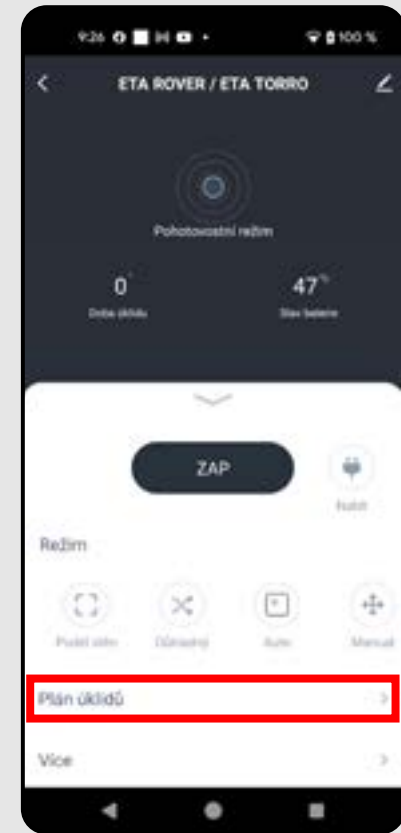 9:26 100 %
ETA ROVER / ETA TORRO
Pohotovostní režim
0' 47%
Doba úklidu Stav baterie
ZAP
Nabít
Režim
Podél stěn Důkladný Auto Manual
Plán úklidů
Více